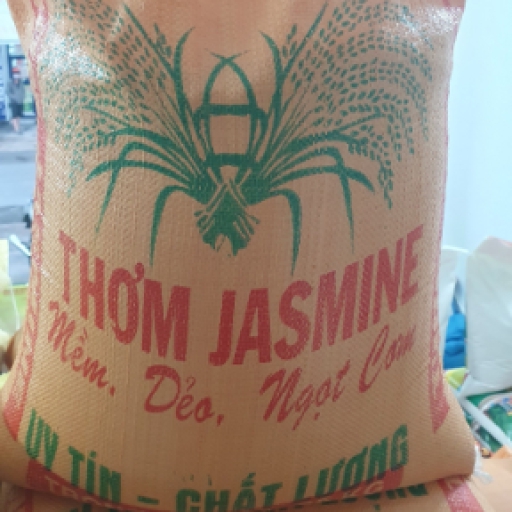 THƠM JASMINE
Mềm, Dẻo, Ngọt Cơm
UY TÍN - CHẤT LƯỢNG